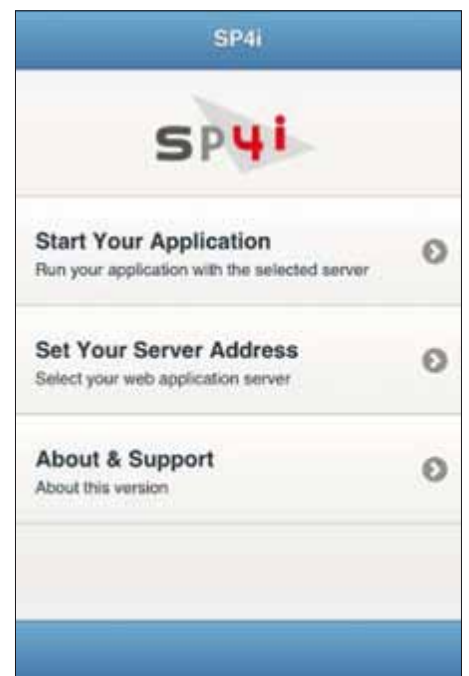 SP4i
SP4i
Start Your Application
Run your application with the selected server
Set Your Server Address
Select your web application server
About & Support
About this version